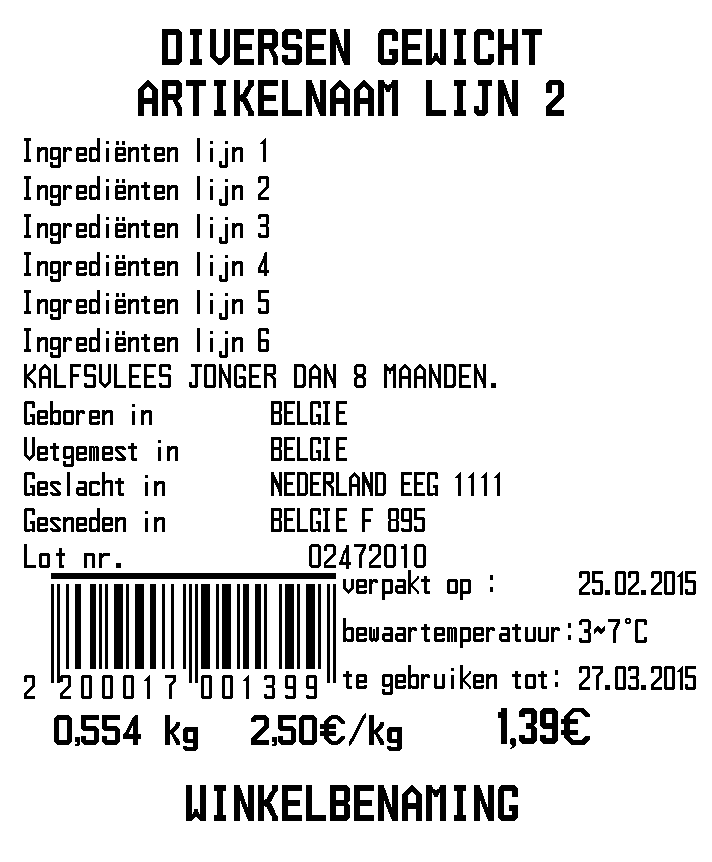 DIVERSEN GEWICHT
ARTIKELNAAM LIJN 2
Ingrediënten lijn 1
Ingrediënten lijn 2
Ingrediënten lijn 3
Ingrediënten lijn 4
Ingrediënten lijn 5
Ingrediënten lijn 6
KALFSVLEES JONGER DAN 8 MAANDEN.
Geboren in BELGIE
Vetgemest in BELGIE
Geslacht in NEDERLAND EEG 1111
Gesneden in BELGIE F 895
Lot nr. 02472010
verpakt op : 25.02.2015
bewaartemperatuur:3~7°C
te gebruiken tot: 27.03.2015
2 200017 001399
0,554 kg 2,50€/kg 1,39€
WINKELBENAMING